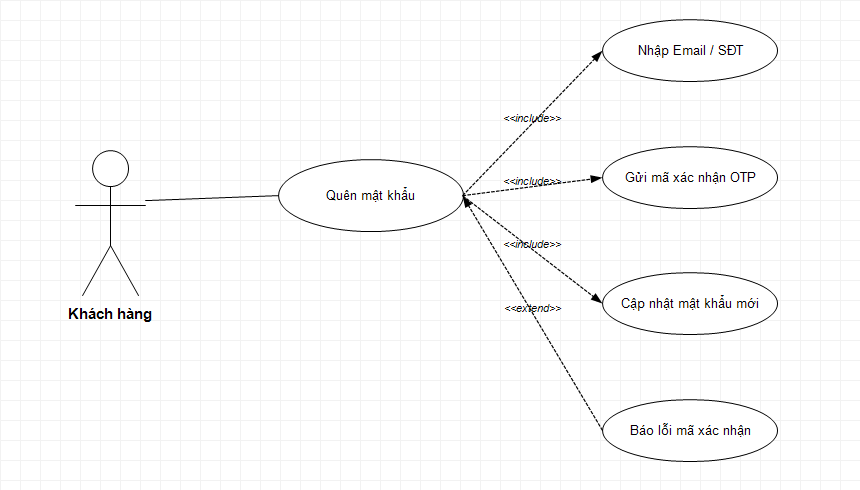 Nhập Email / SĐT
<<include>>
Gửi mã xác nhận OTP
<<include>>
Quên mật khẩu
<<include>>
Cập nhật mật khẩu mới
<<extend>>
Khách hàng
Báo lỗi mã xác nhận